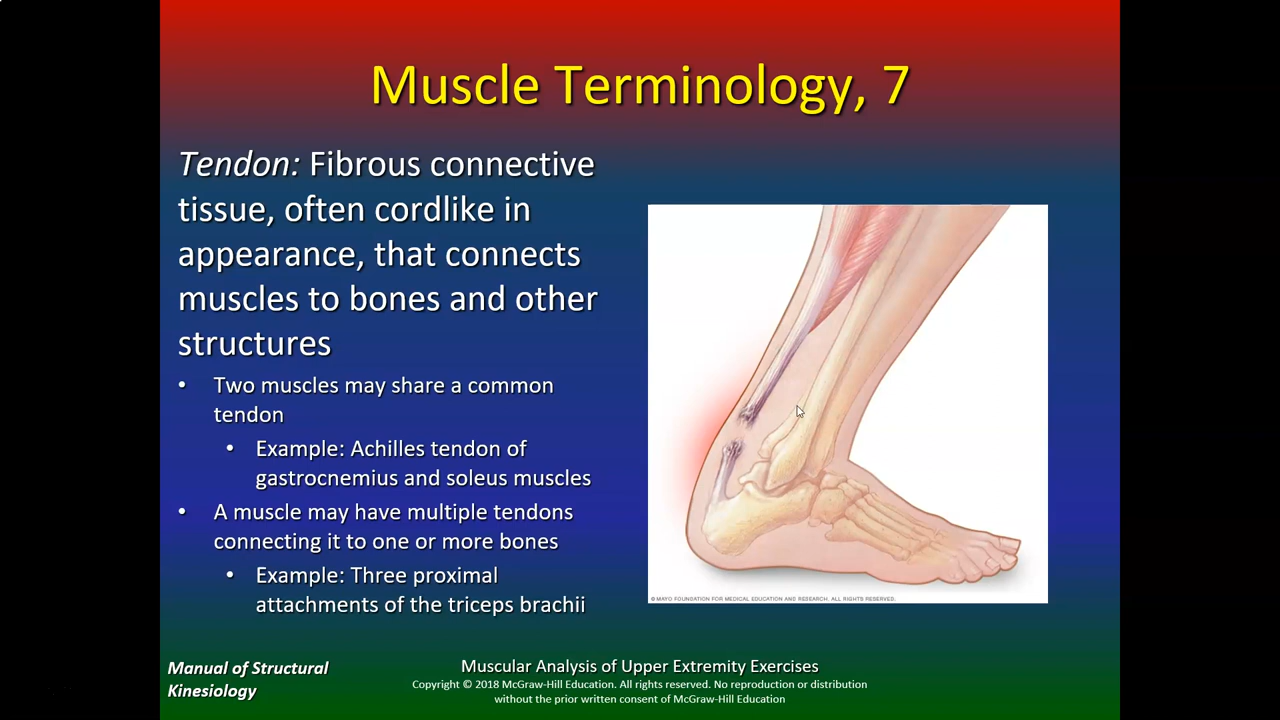 Muscle Terminology, 7
Tendon: Fibrous connective
tissue, often cordlike in
appearance, that connects
muscles to bones and other
structures
• Two muscles may share a common
tendon
• Example: Achilles tendon of
gastrocnemius and soleus muscles
• A muscle may have multiple tendons
connecting it to one or more bones
• Example: Three proximal
attachments of the triceps brachii
© MAYO FOUNDATION FOR MEDICAL EDUCATION AND RESEARCH. ALL RIGHTS RESERVED.
Manual of Structural
Kinesiology
Muscular Analysis of Upper Extremity Exercises
Copyright © 2018 McGraw-Hill Education. All rights reserved. No reproduction or distribution
without the prior written consent of McGraw-Hill Education